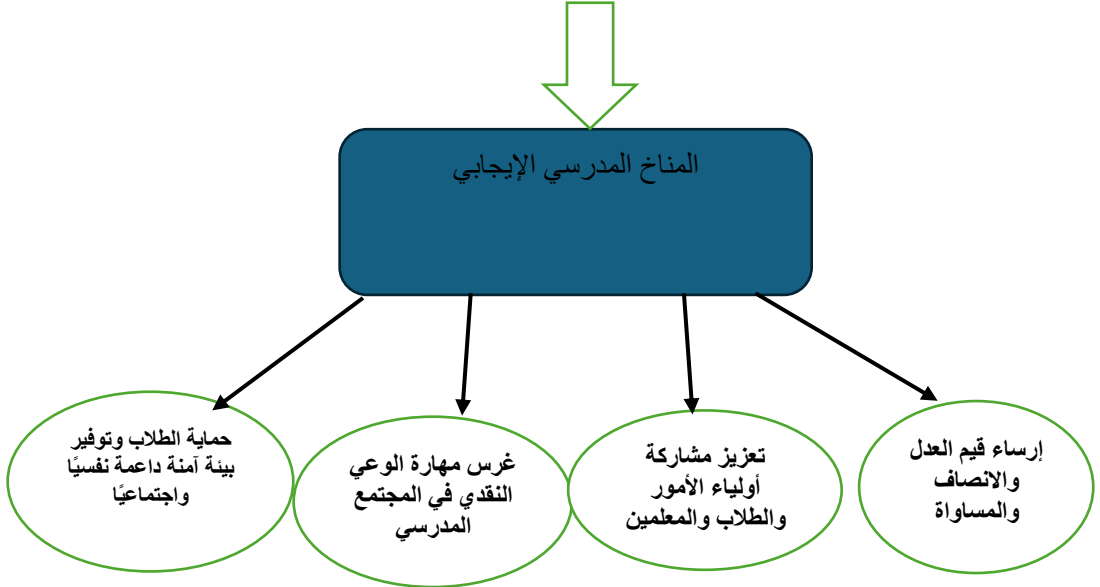 المناخ المدرسي الإيجابي
إرساء قيم العدل
والانصاف
والمساواة
تعزيز مشاركة
أولياء الأمور
والطلاب والمعلمين
غرس مهارة الوعي
النقدي في المجتمع
المدرسي
حماية الطلاب وتوفير
بيئة آمنة داعمة نفسيًا
واجتماعيًا